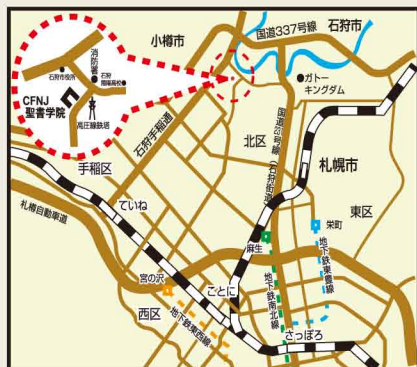 小樽市
国道337号線
石狩市
消防署
石狩市役所
石狩
翔陽高校
CFNJ
聖書学院
高圧線鉄塔
ガトー
キングダム
石狩手稲通
北区
国道231号線(石狩街道)
札幌市
手稲区
ていね
東区
栄町
札樽自動車道
麻生
宮の沢
ことに
地下鉄東豊線
地下鉄南北線
地下鉄東西線
西区
さっぽろ